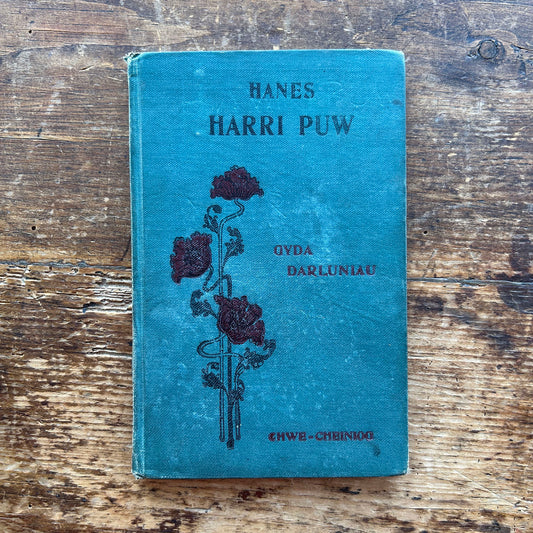 HANES
HARRI PUW
GYDA
DARLUNIAU
CHWE-CHEINIOG